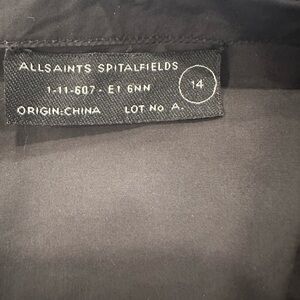 ALLSAINTS SPITALFIELDS
1-11-607 - E1 6NN
14
ORIGIN:CHINA LOT No A.